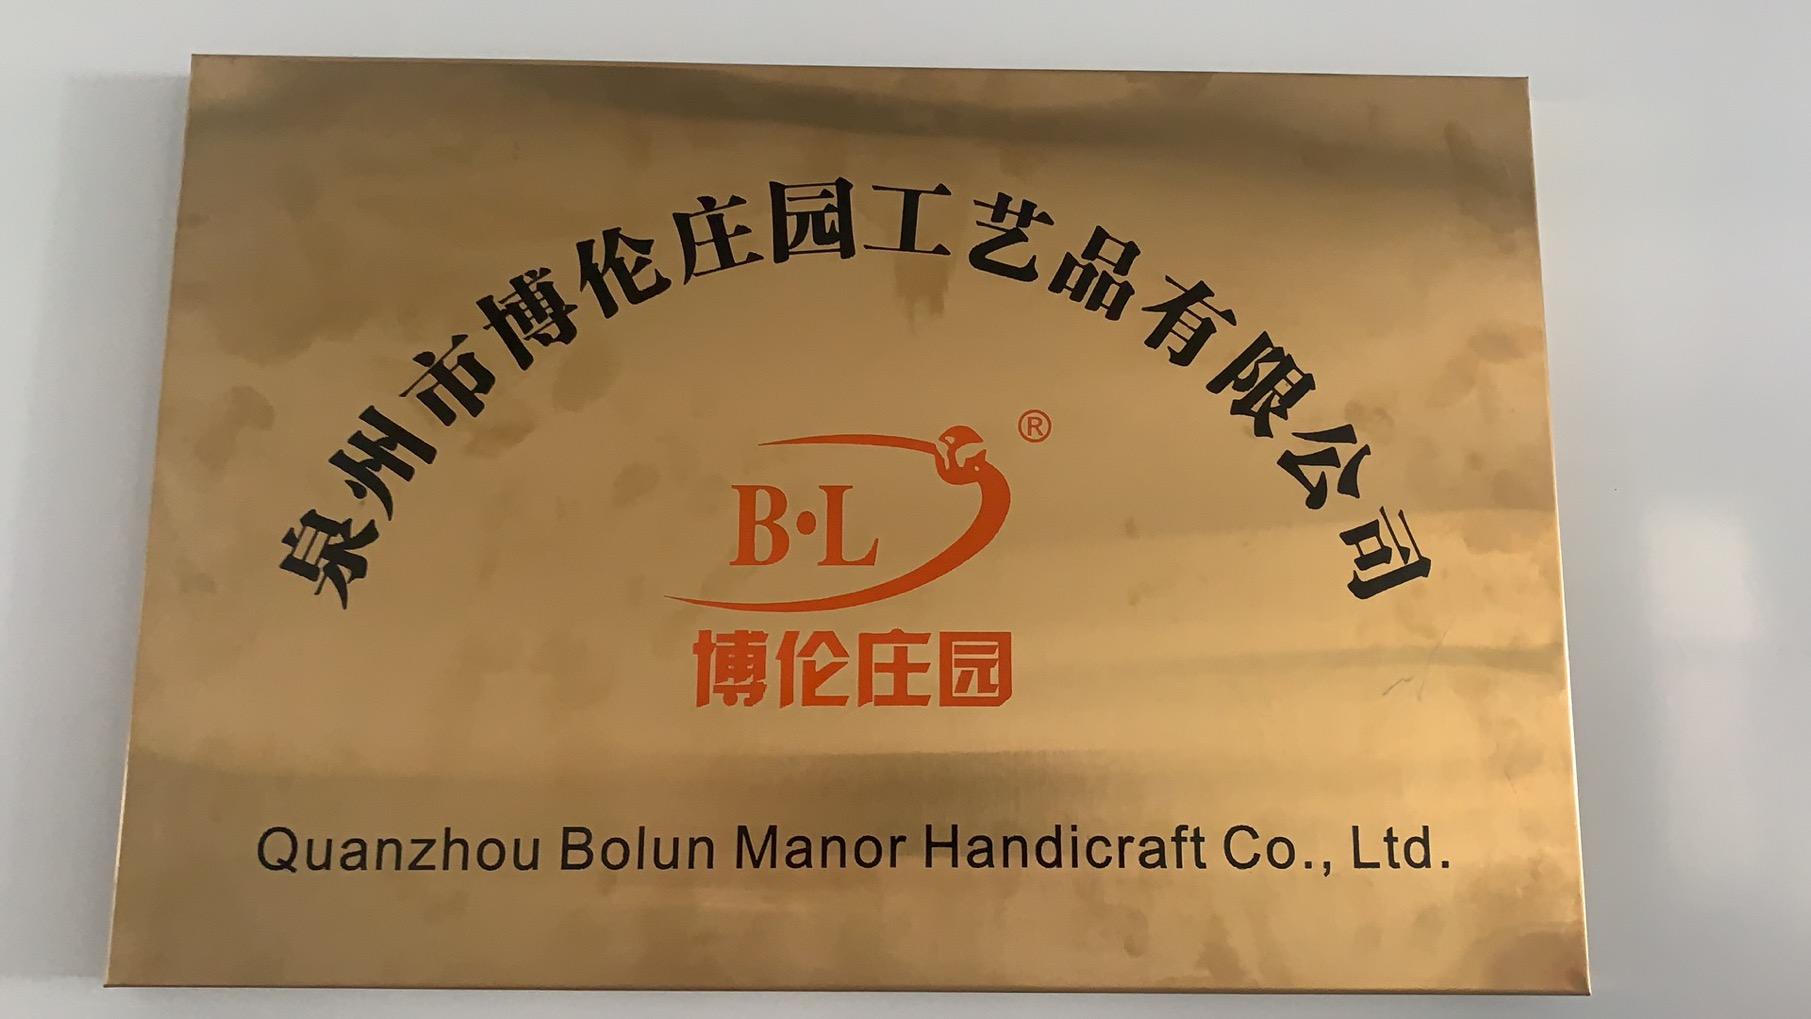 泉州市博伦庄园工艺品有限公司
®
B·L
博伦庄园
Quanzhou Bolun Manor Handicraft Co., Ltd.